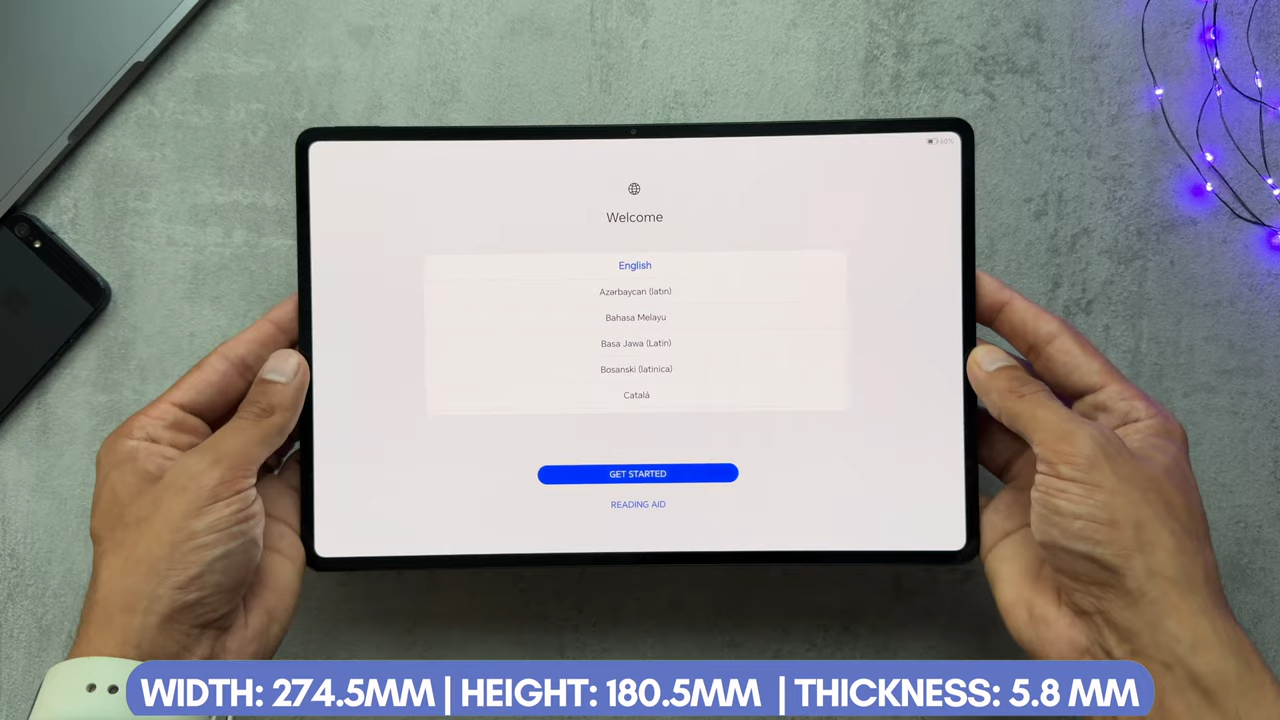 60%
Welcome
English
Azərbaycan (latın)
Bahasa Melayu
Basa Jawa (Latin)
Bosanski (latinica)
Català
GET STARTED
READING AID
WIDTH: 274.5MM | HEIGHT: 180.5MM | THICKNESS: 5.8 MM